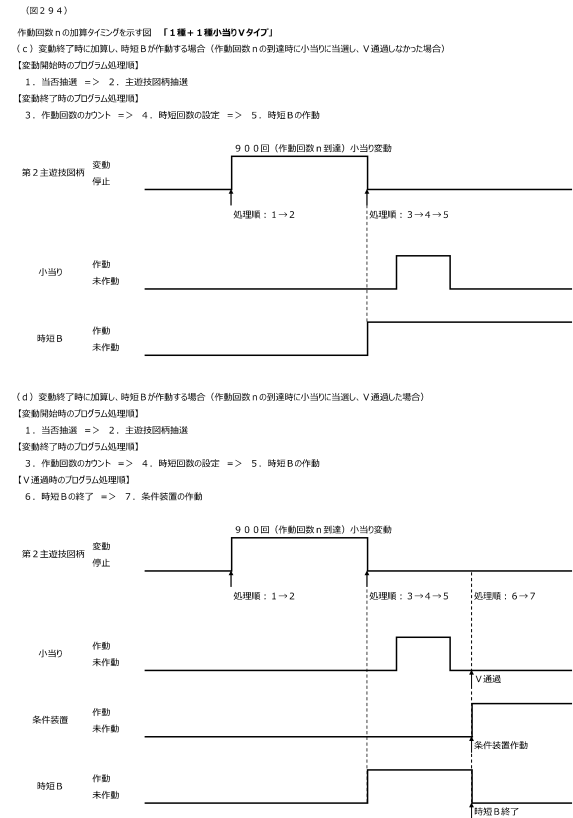 （図２９４）
作動回数ｎの加算タイミングを示す図　「１種＋１種小当りＶタイプ」
（ｃ）変動終了時に加算し、時短Ｂが作動する場合（作動回数ｎの到達時に小当りに当選し、Ｖ通過しなかった場合）
【変動開始時のプログラム処理順】
１．当否抽選　＝＞　２．主遊技図柄抽選
【変動終了時のプログラム処理順】
３．作動回数のカウント　＝＞　４．時短回数の設定　＝＞　５．時短Ｂの作動
９００回（作動回数ｎ到達）小当り変動
第２主遊技図柄
変動
停止
処理順：１→２
処理順：３→４→５
小当り
作動
未作動
時短Ｂ
作動
未作動
（ｄ）変動終了時に加算し、時短Ｂが作動する場合（作動回数ｎの到達時に小当りに当選し、Ｖ通過した場合）
【変動開始時のプログラム処理順】
１．当否抽選　＝＞　２．主遊技図柄抽選
【変動終了時のプログラム処理順】
３．作動回数のカウント　＝＞　４．時短回数の設定　＝＞　５．時短Ｂの作動
【Ｖ通過時のプログラム処理順】
６．時短Ｂの終了　＝＞　７．条件装置の作動
９００回（作動回数ｎ到達）小当り変動
第２主遊技図柄
変動
停止
処理順：１→２
処理順：３→４→５
処理順：６→７
小当り
作動
未作動
Ｖ通過
条件装置
作動
未作動
条件装置作動
時短Ｂ
作動
未作動
時短Ｂ終了